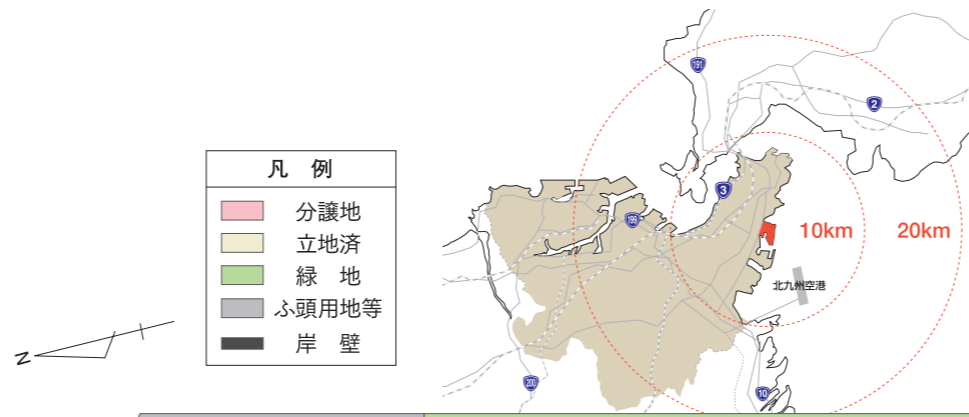 凡 例
分譲地
立地済
緑 地
ふ頭用地等
岸 壁
N
191
2
3
199
10km
20km
北九州空港
200
10